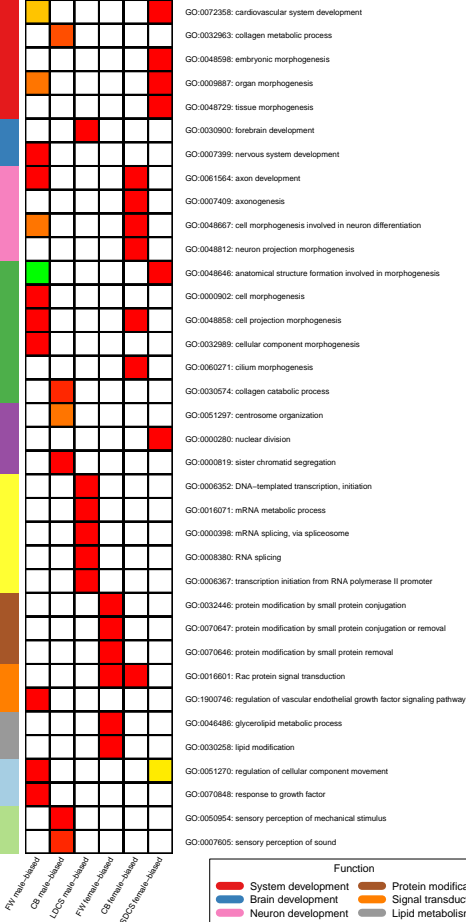 GO:0072358: cardiovascular system development
GO:0032963: collagen metabolic process
GO:0048598: embryonic morphogenesis
GO:0009887: organ morphogenesis
GO:0048729: tissue morphogenesis
GO:0030900: forebrain development
GO:0007399: nervous system development
GO:0061564: axon development
GO:0007409: axonogenesis
GO:0048667: cell morphogenesis involved in neuron differentiation
GO:0048812: neuron projection morphogenesis
GO:0048646: anatomical structure formation involved in morphogenesis
GO:0000902: cell morphogenesis
GO:0048858: cell projection morphogenesis
GO:0032989: cellular component morphogenesis
GO:0060271: cilium morphogenesis
GO:0030574: collagen catabolic process
GO:0051297: centrosome organization
GO:0000280: nuclear division
GO:0000819: sister chromatid segregation
GO:0006352: DNA−templated transcription, initiation
GO:0016071: mRNA metabolic process
GO:0000398: mRNA splicing, via spliceosome
GO:0008380: RNA splicing
GO:0006367: transcription initiation from RNA polymerase II promoter
GO:0032446: protein modification by small protein conjugation
GO:0070647: protein modification by small protein conjugation or removal
GO:0070646: protein modification by small protein removal
GO:0016601: Rac protein signal transduction
GO:1900746: regulation of vascular endothelial growth factor signaling pathway
GO:0046486: glycerolipid metabolic process
GO:0030258: lipid modification
GO:0051270: regulation of cellular component movement
GO:0070848: response to growth factor
GO:0050954: sensory perception of mechanical stimulus
GO:0007605: sensory perception of sound
FW male−biased
CB male−biased
LDCS male−biased
FW female−biased
CB female−biased
SDCS female−biased
Function
System development Protein modifica
Brain development Signal transduc
Neuron development Lipid metabolis